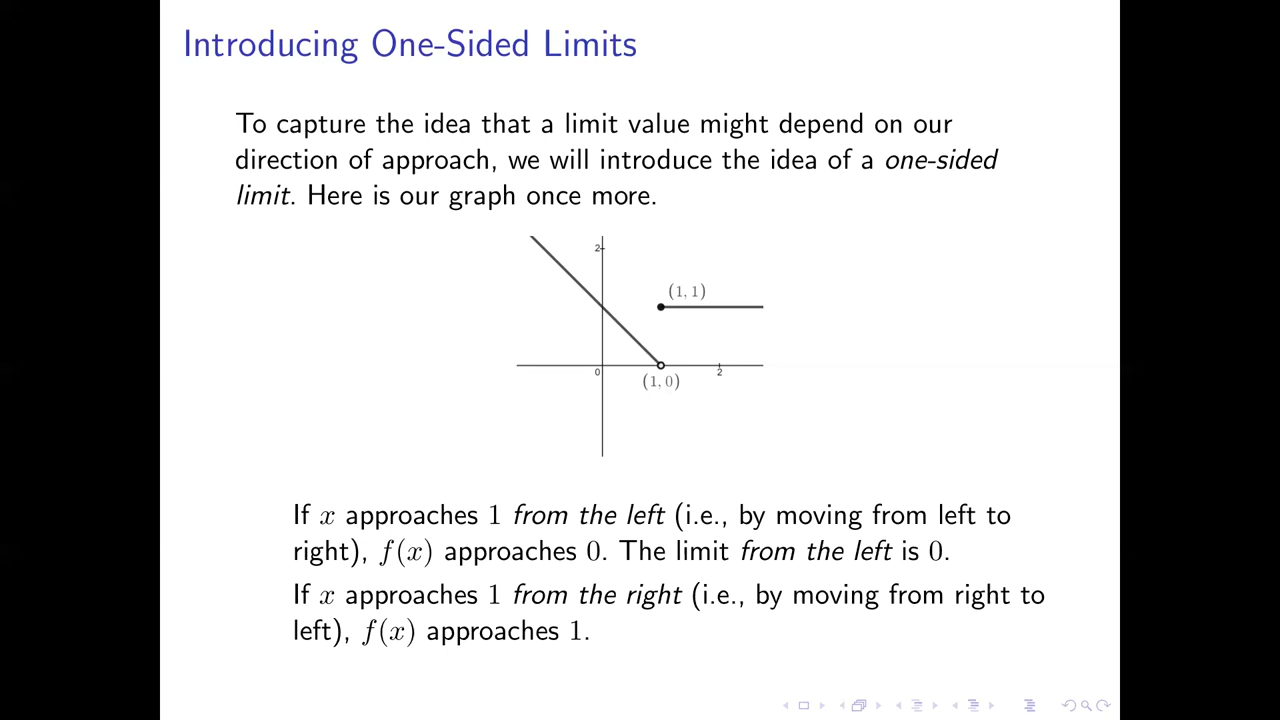 Introducing One-Sided Limits
To capture the idea that a limit value might depend on our
direction of approach, we will introduce the idea of a one-sided
limit. Here is our graph once more.
2
(1, 1)
0
2
(1, 0)
If x approaches 1 from the left (i.e., by moving from left to
right), f(x) approaches 0. The limit from the left is 0.
If x approaches 1 from the right (i.e., by moving from right to
left), f(x) approaches 1.